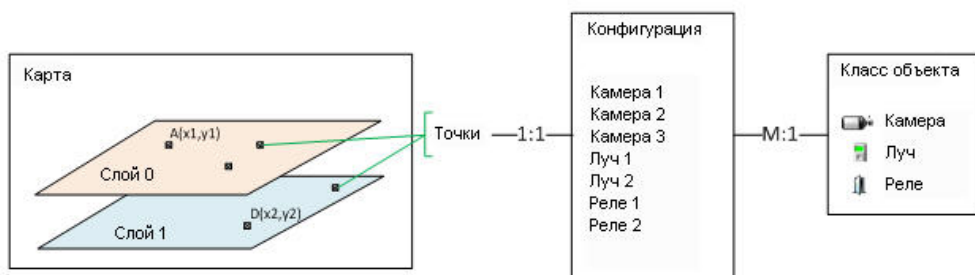 Карта
A(x1,y1)
Слой 0
D(x2,y2)
Слой 1
Точки
1:1
Конфигурация
Камера 1
Камера 2
Камера 3
Луч 1
Луч 2
Реле 1
Реле 2
M:1
Класс объекта
Камера
Луч
Реле